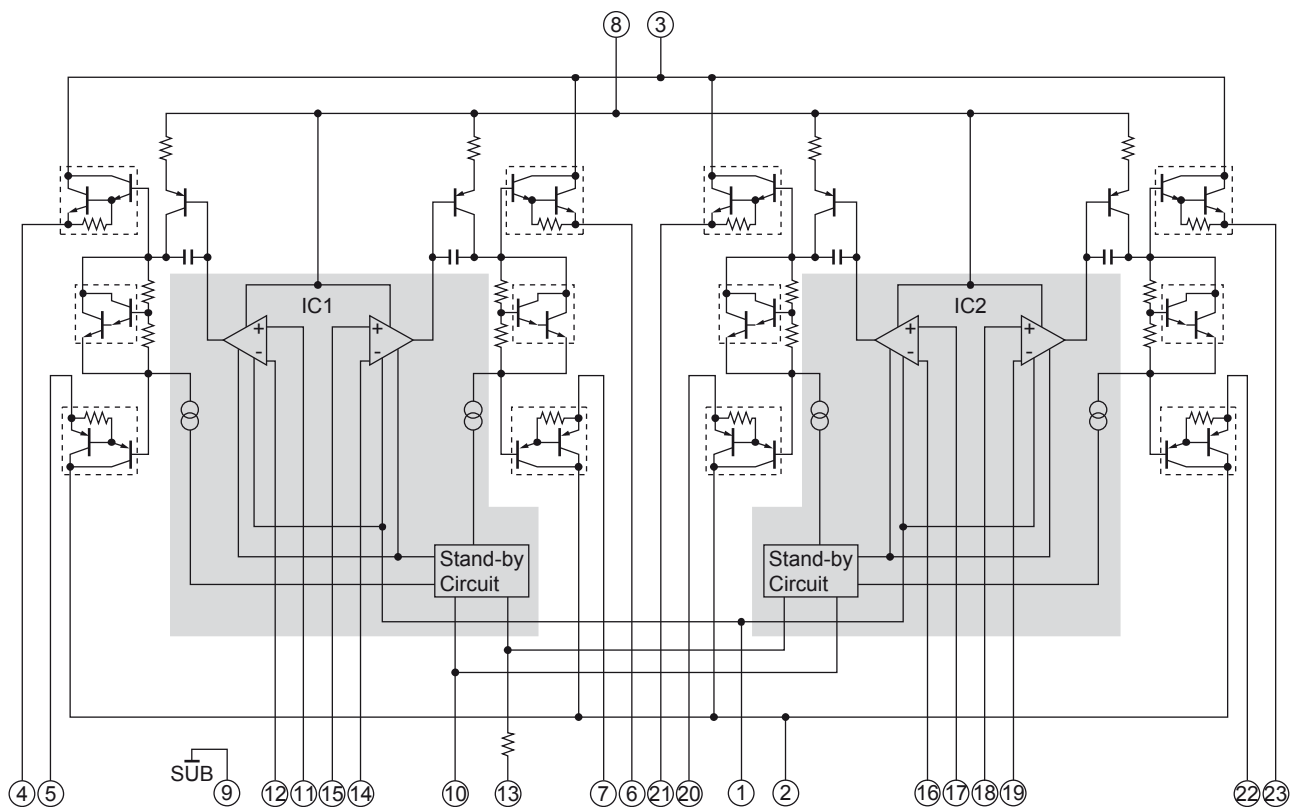 8 3
IC1 IC2
+ + + +
- - - -
Stand-by
Circuit
Stand-by
Circuit
SUB
4 5 9 12 11 15 14 10 13 7 6 21 20 1 2 16 17 18 19 22 23